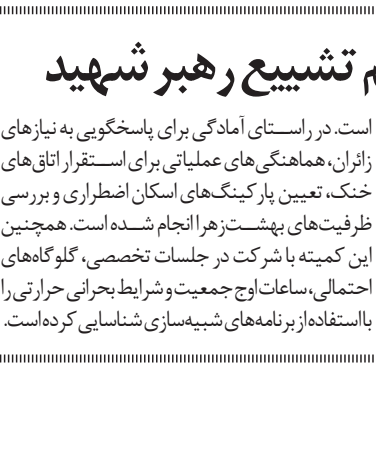 م تشییع رهبر شهید
است. در راستای آمادگی برای پاسخگویی به نیازهای
زائران، هماهنگی‌های عملیاتی برای استقرار اتاق‌های
خنک، تعیین پارکینگ‌های اسکان اضطراری و بررسی
ظرفیت‌های بهشت‌زهرا انجام شده است. همچنین
این کمیته با شرکت در جلسات تخصصی، گلوگاه‌های
احتمالی، ساعات اوج جمعیت و شرایط بحرانی حرارتی را
با استفاده از برنامه‌های شبیه‌سازی شناسایی کرده است.